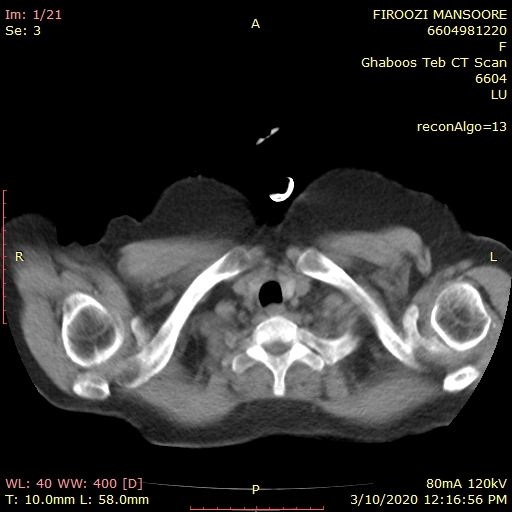 Im: 1/21
Se: 3
A
FIROOZI MANSOORE
6604981220
F
Ghaboos Teb CT Scan
6604
LU
reconAlgo=13
R
L
WL: 40 WW: 400 [D]
T: 10.0mm L: 58.0mm
P
80mA 120kV
3/10/2020 12:16:56 PM